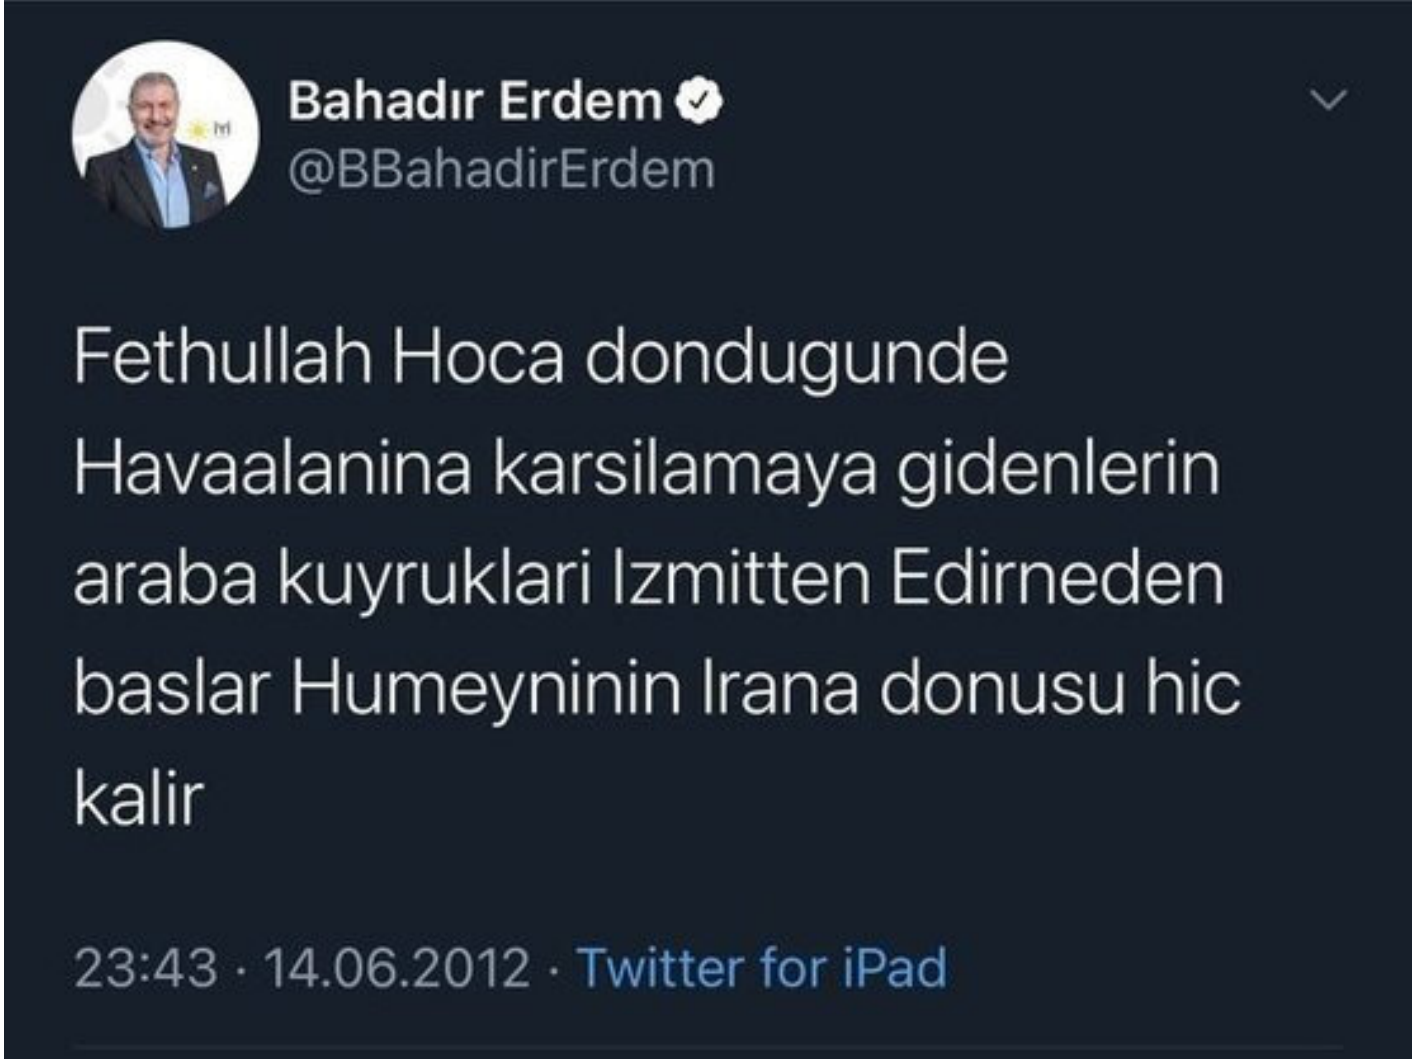 Bahadır Erdem
@BBahadirErdem
iyi
Fethullah Hoca dondugunde
Havaalanina karsilamaya gidenlerin
araba kuyruklari Izmitten Edirneden
baslar Humeyninin Irana donusu hic
kalir
23:43 · 14.06.2012 · Twitter for iPad